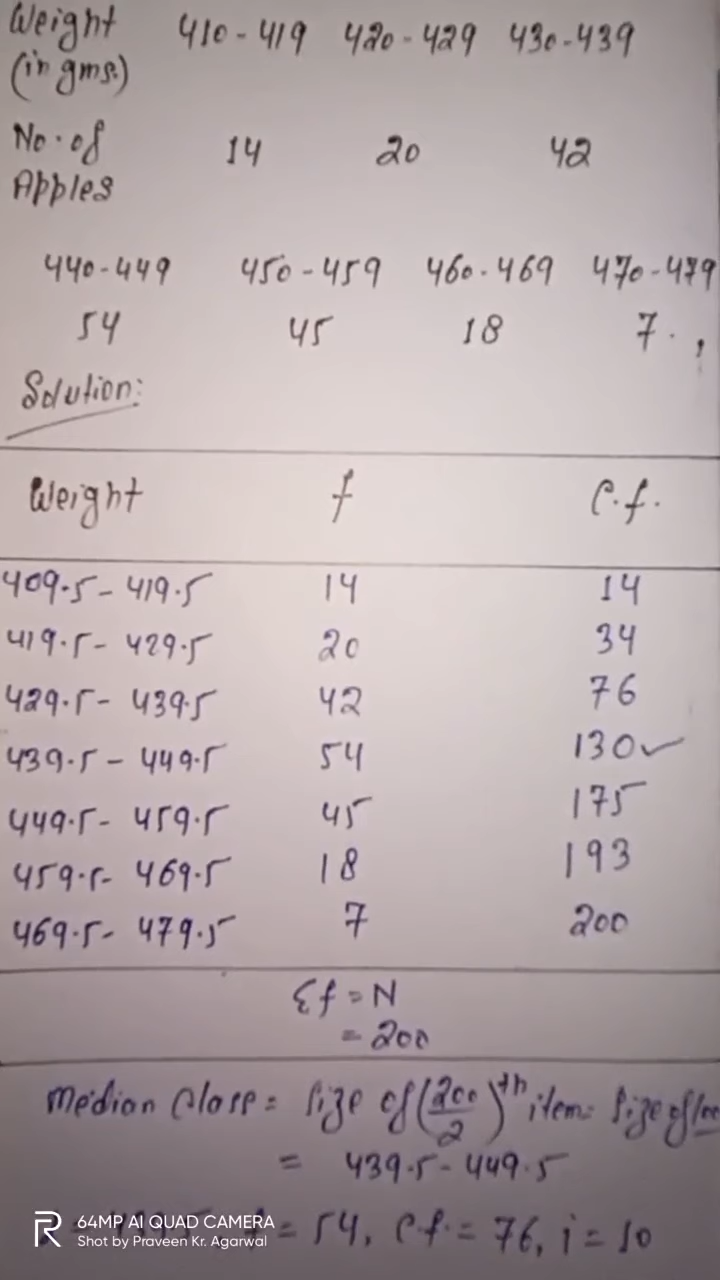 Weight 410-419 420-429 430-439
(in gms.)
No. of 14 20 42
Apples
440-449 450-459 460-469 470-479
54 45 18 7.,
Solution:
Weight f C.f.
409.5-419.5 14 14
419.5-429.5 20 34
429.5-439.5 42 76
439.5-449.5 54 130✓
449.5-459.5 45 175
459.5-469.5 18 193
469.5-479.5 7 200
Σf = N
= 200
Median Class = Size of (200/2)th item = Size of
= 439.5-449.5
= 54, C.f. = 76, i = 10
64MP AI QUAD CAMERA
Shot by Praveen Kr. Agarwal